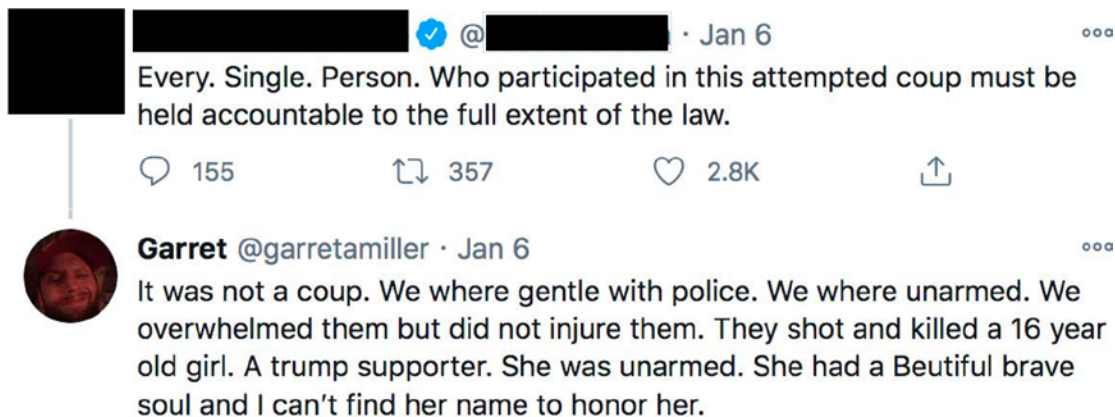 @ · Jan 6
Every. Single. Person. Who participated in this attempted coup must be
held accountable to the full extent of the law.
155 357 2.8K
Garret @garretamiller · Jan 6
It was not a coup. We where gentle with police. We where unarmed. We
overwhelmed them but did not injure them. They shot and killed a 16 year
old girl. A trump supporter. She was unarmed. She had a Beutiful brave
soul and I can't find her name to honor her.